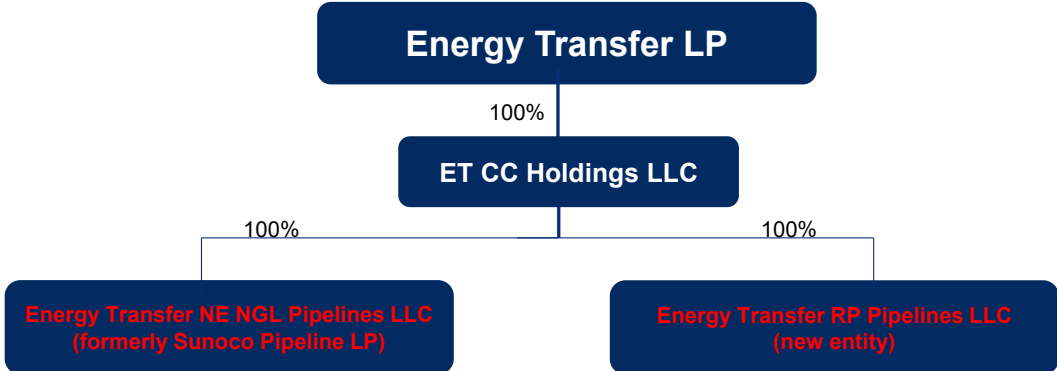 Energy Transfer LP
100%
ET CC Holdings LLC
100%
100%
Energy Transfer NE NGL Pipelines LLC
(formerly Sunoco Pipeline LP)
Energy Transfer RP Pipelines LLC
(new entity)